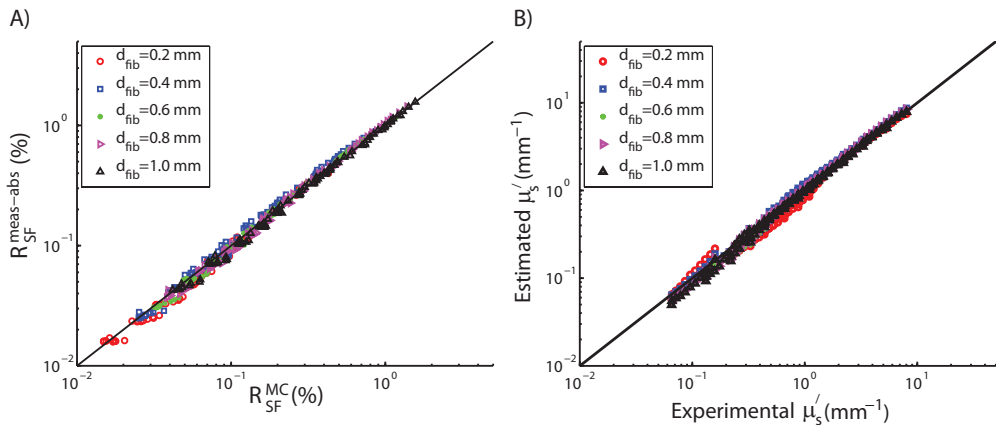 A)
d_fib=0.2 mm
d_fib=0.4 mm
d_fib=0.6 mm
d_fib=0.8 mm
d_fib=1.0 mm
R_SF^meas-abs (%)
10^0
10^-1
10^-2
10^-2
10^-1
10^0
R_SF^MC (%)
B)
d_fib=0.2 mm
d_fib=0.4 mm
d_fib=0.6 mm
d_fib=0.8 mm
d_fib=1.0 mm
Estimated μ_s′ (mm^-1)
10^1
10^0
10^-1
10^-2
10^-2
10^-1
10^0
10^1
Experimental μ_s′ (mm^-1)